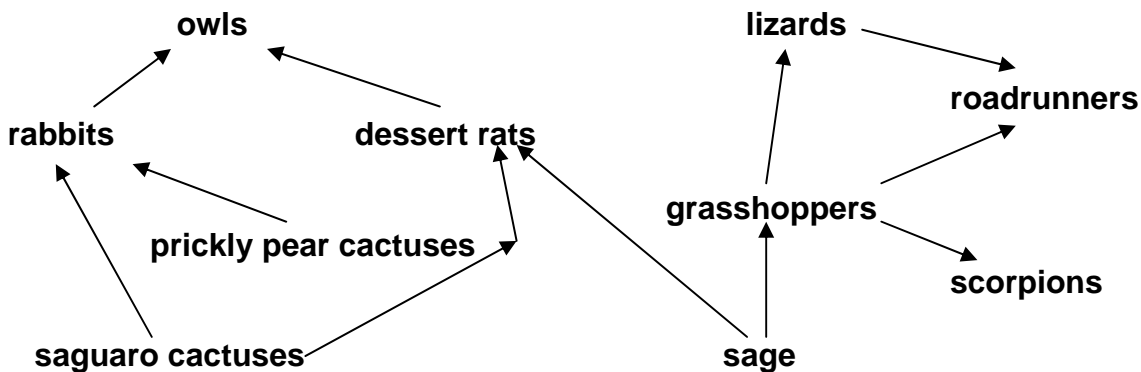 owls
lizards
roadrunners
rabbits
dessert rats
grasshoppers
prickly pear cactuses
scorpions
saguaro cactuses
sage